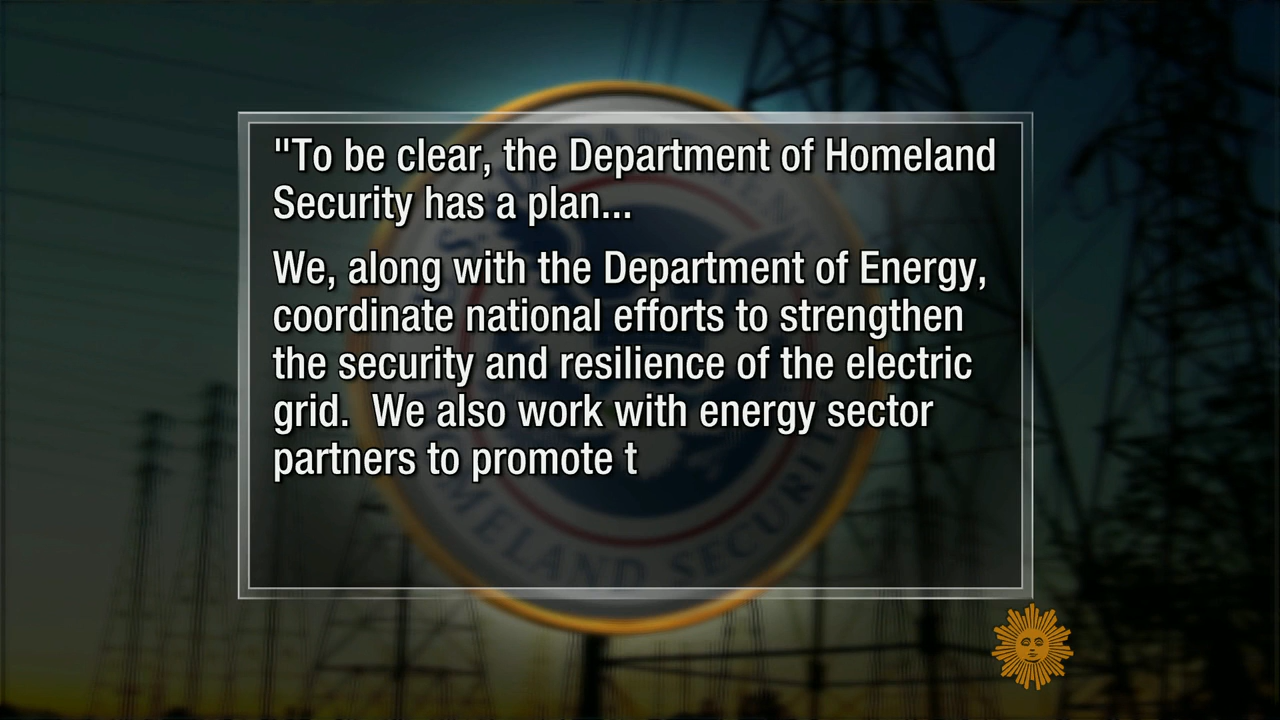 "To be clear, the Department of Homeland
Security has a plan...
We, along with the Department of Energy,
coordinate national efforts to strengthen
the security and resilience of the electric
grid.  We also work with energy sector
partners to promote t
HOMELAND SECURITY